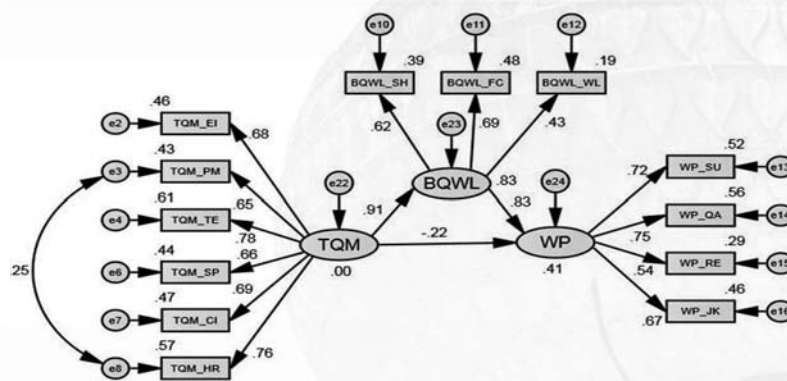 e10 e11 e12
.39 .48 .19
BQWL_SH BQWL_FC BQWL_WL
.46
e2 TQM_EI
.68
.62 e23 .69 .43
.43
e3 TQM_PM
.65
.52
.72 WP_SU e13
e22 BQWL .83 e24
.83
.61
e4 TQM_TE
.78
.91
.56
.75 WP_QA e14
TQM -.22 WP
.00 .41
.44
e6 TQM_SP
.66
.29
.54 WP_RE e15
.25
.47
e7 TQM_CI
.69
.46
.67 WP_JK e16
.57
e8 TQM_HR
.76